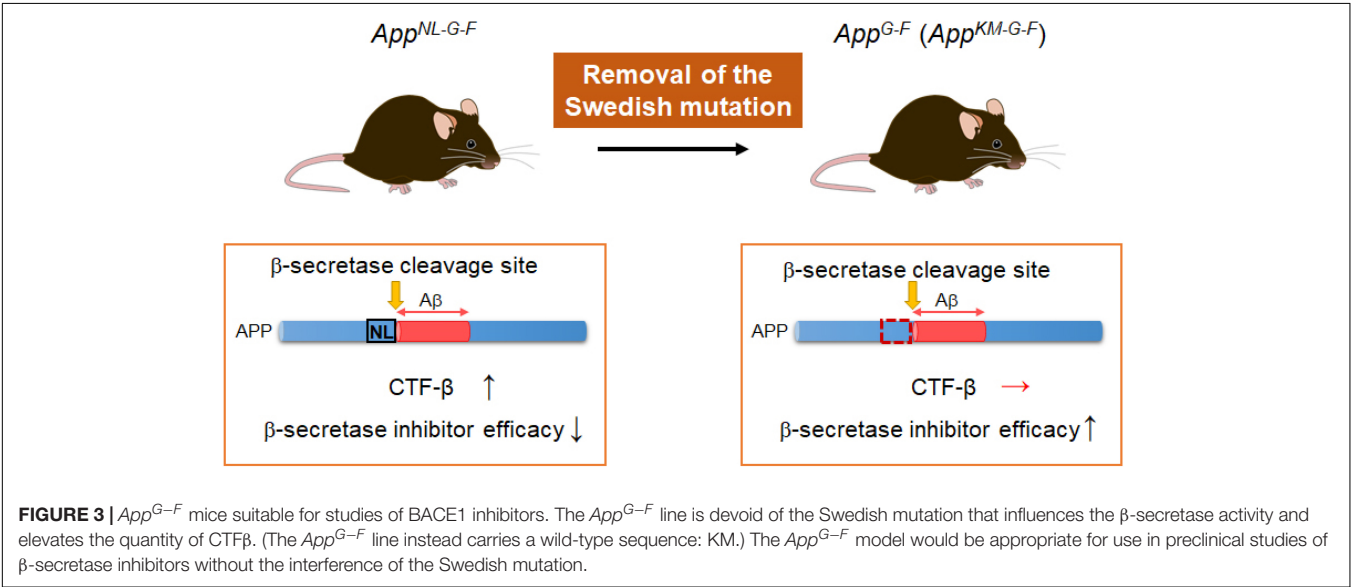 App^NL-G-F
App^G-F (App^KM-G-F)
Removal of the
Swedish mutation
β-secretase cleavage site
Aβ
APP
NL
CTF-β ↑
β-secretase inhibitor efficacy↓
β-secretase cleavage site
Aβ
APP
CTF-β →
β-secretase inhibitor efficacy↑
FIGURE 3 | App^G–F mice suitable for studies of BACE1 inhibitors. The App^G–F line is devoid of the Swedish mutation that influences the β-secretase activity and
elevates the quantity of CTFβ. (The App^G–F line instead carries a wild-type sequence: KM.) The App^G–F model would be appropriate for use in preclinical studies of
β-secretase inhibitors without the interference of the Swedish mutation.